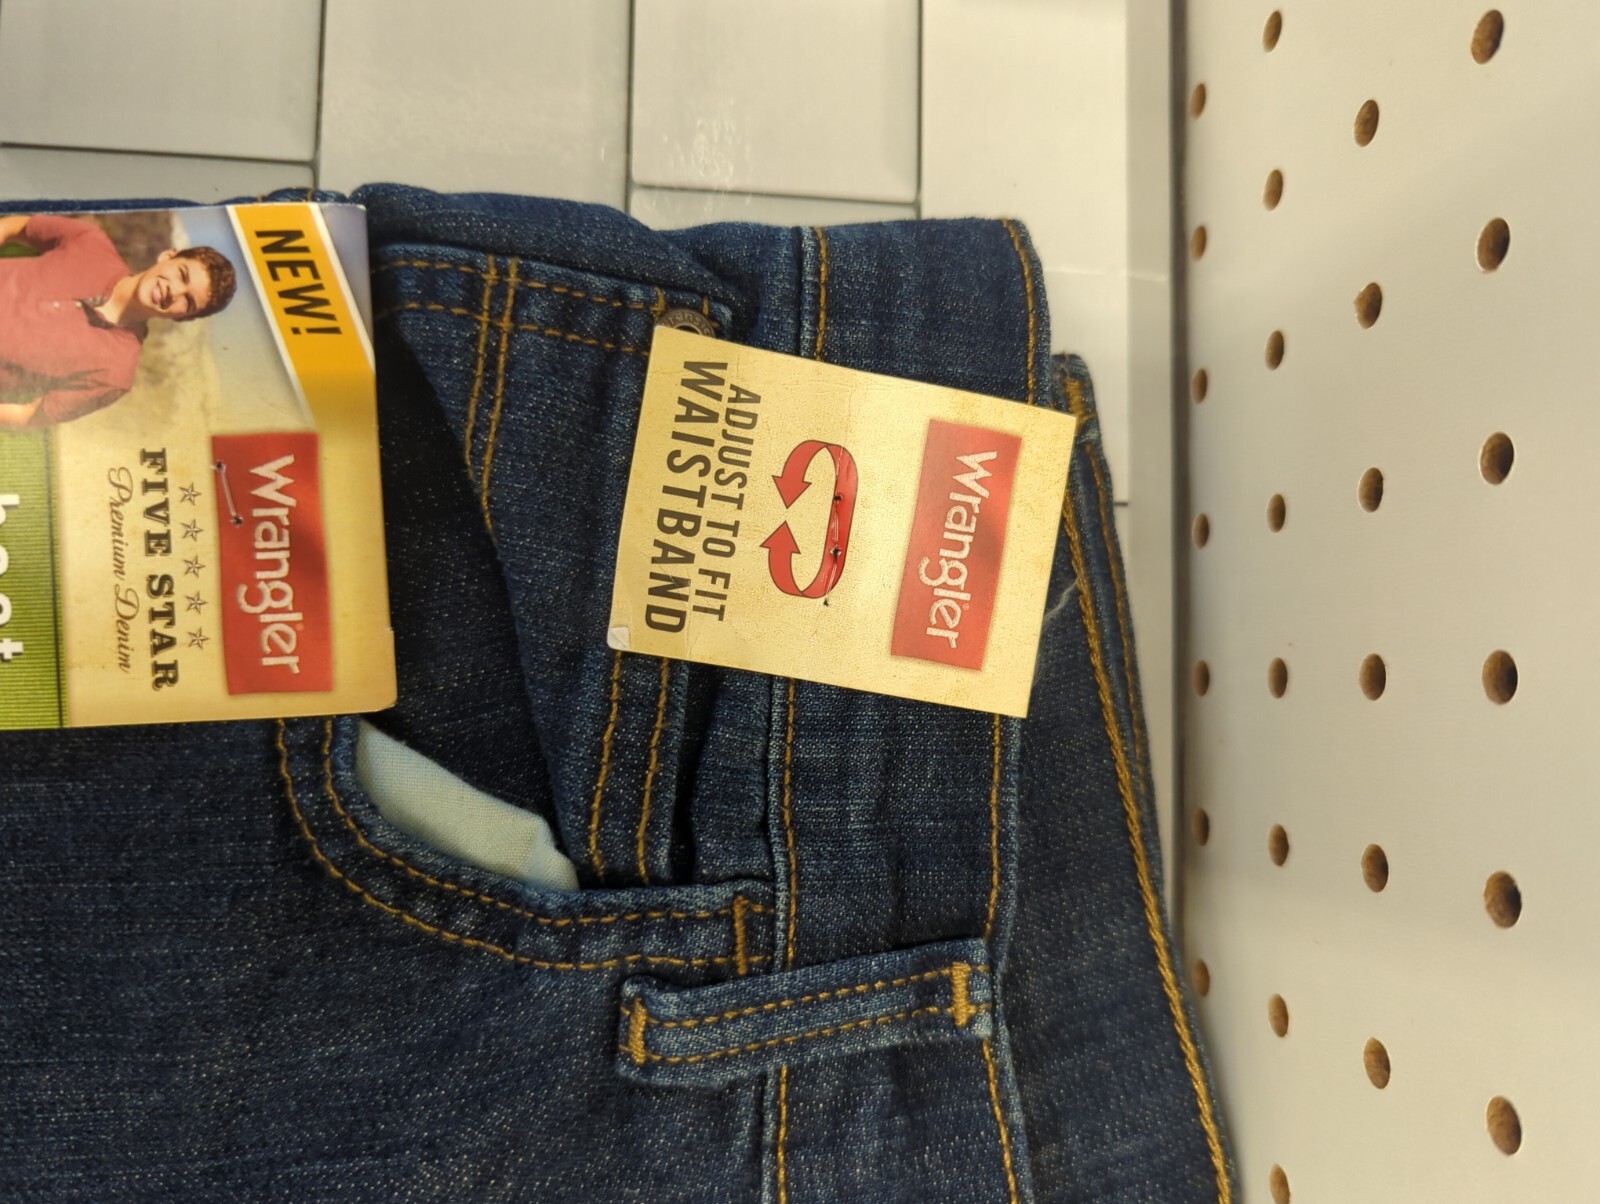 NEW!
Wrangler
FIVE STAR
Premium Denim
Wrangler
ADJUST TO FIT
WAISTBAND